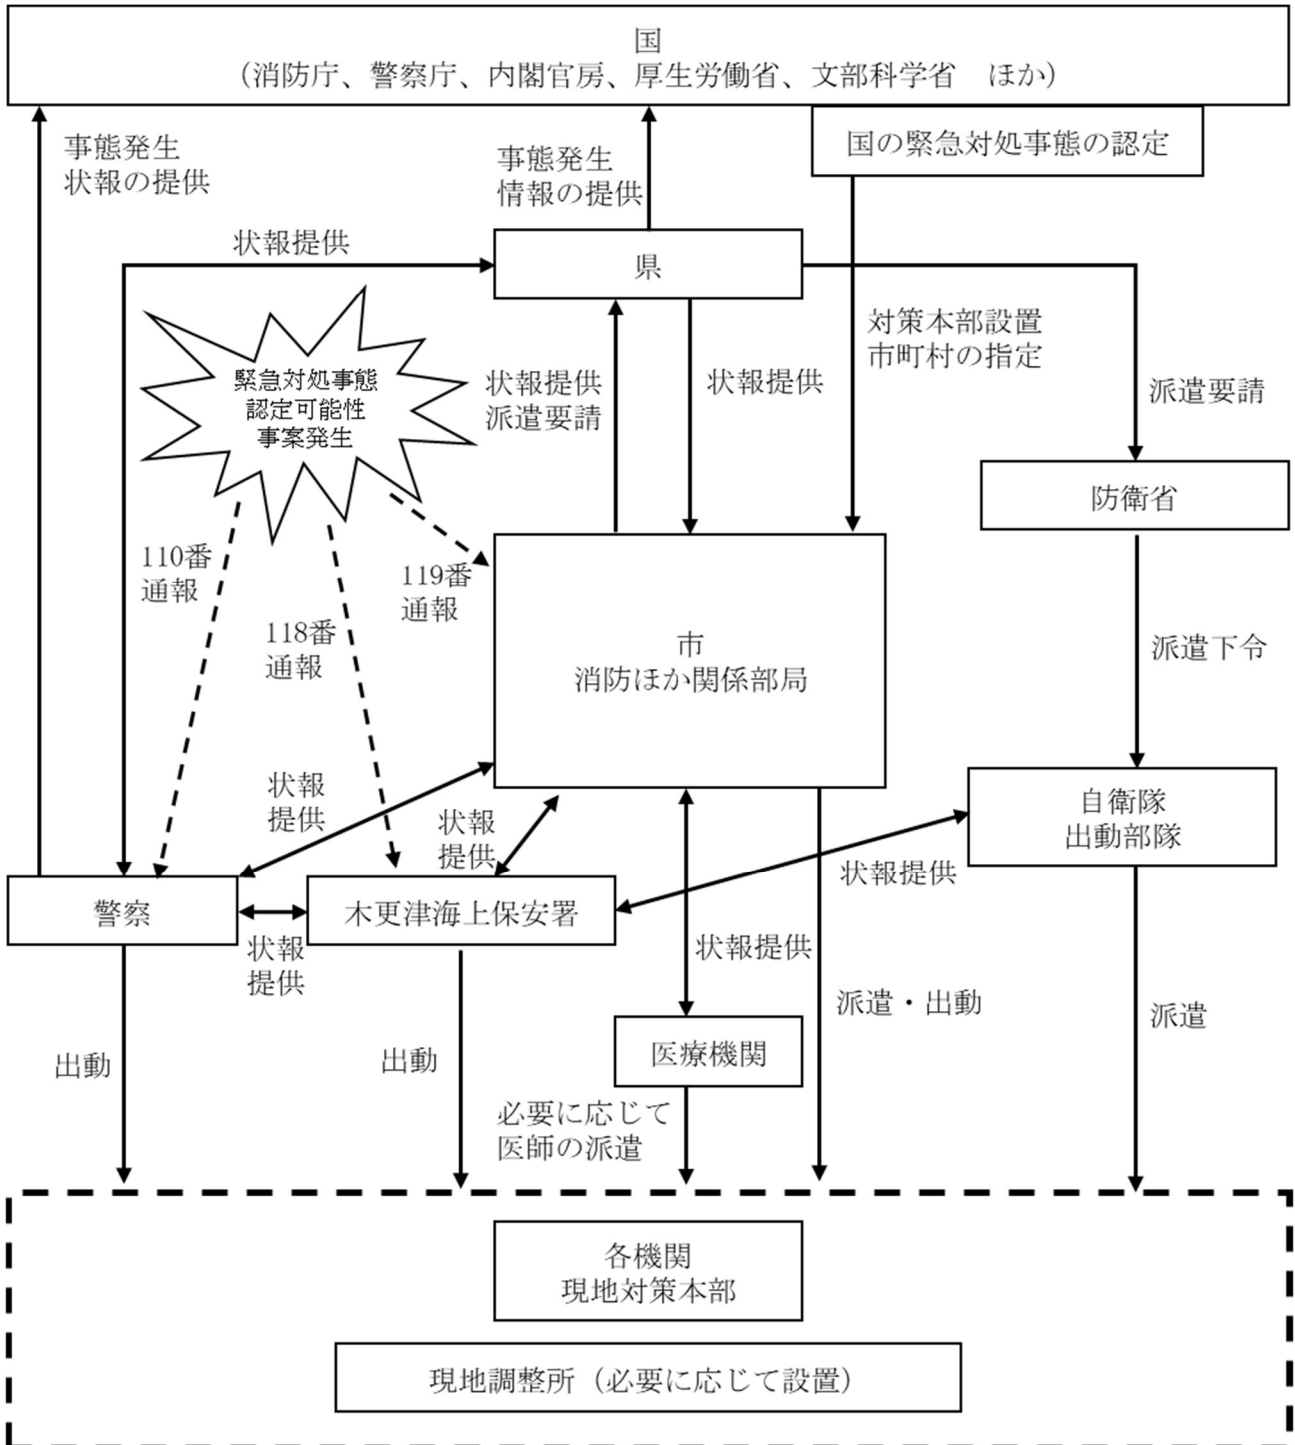 国
（消防庁、警察庁、内閣官房、厚生労働省、文部科学省　ほか）
国の緊急対処事態の認定
事態発生
状報の提供
事態発生
情報の提供
状報提供
県
対策本部設置
市町村の指定
緊急対処事態
認定可能性
事案発生
状報提供
派遣要請
状報提供
派遣要請
防衛省
110番
通報
119番
通報
118番
通報
市
消防ほか関係部局
派遣下令
状報
提供
状報
提供
自衛隊
出動部隊
状報提供
警察
木更津海上保安署
状報
提供
状報提供
派遣・出動
派遣
医療機関
出動
出動
必要に応じて
医師の派遣
各機関
現地対策本部
現地調整所（必要に応じて設置）